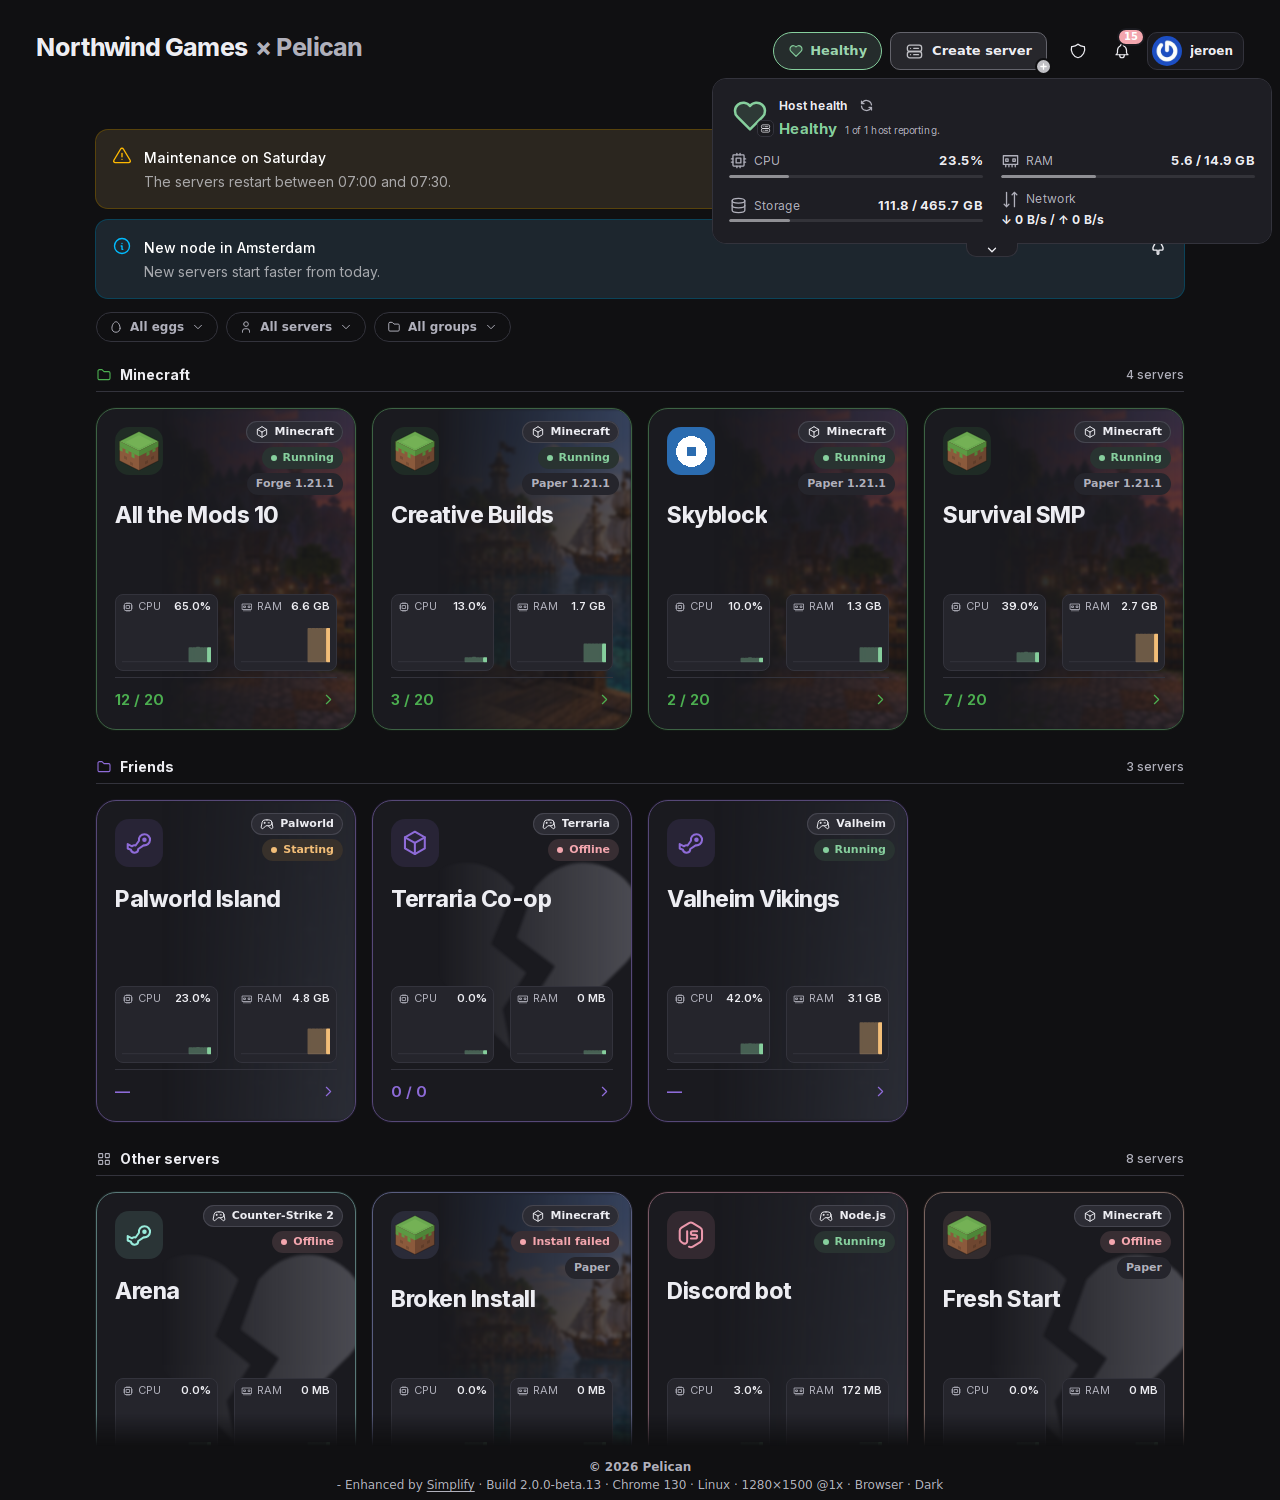 Northwind Games × Pelican
Healthy
Create server
15
jeroen
Host health
Healthy 1 of 1 host reporting.
CPU 23.5%
RAM 5.6 / 14.9 GB
Storage 111.8 / 465.7 GB
Network
↓ 0 B/s / ↑ 0 B/s
Maintenance on Saturday
The servers restart between 07:00 and 07:30.
New node in Amsterdam
New servers start faster from today.
All eggs
All servers
All groups
Minecraft
4 servers
Minecraft
Running
Forge 1.21.1
All the Mods 10
CPU 65.0%
RAM 6.6 GB
12 / 20
Minecraft
Running
Paper 1.21.1
Creative Builds
CPU 13.0%
RAM 1.7 GB
3 / 20
Minecraft
Running
Paper 1.21.1
Skyblock
CPU 10.0%
RAM 1.3 GB
2 / 20
Minecraft
Running
Paper 1.21.1
Survival SMP
CPU 39.0%
RAM 2.7 GB
7 / 20
Friends
3 servers
Palworld
Starting
Palworld Island
CPU 23.0%
RAM 4.8 GB
—
Terraria
Offline
Terraria Co-op
CPU 0.0%
RAM 0 MB
0 / 0
Valheim
Running
Valheim Vikings
CPU 42.0%
RAM 3.1 GB
—
Other servers
8 servers
Counter-Strike 2
Offline
Arena
CPU 0.0%
RAM 0 MB
Minecraft
Install failed
Paper
Broken Install
CPU 0.0%
RAM 0 MB
Node.js
Running
Discord bot
CPU 3.0%
RAM 172 MB
Minecraft
Offline
Paper
Fresh Start
CPU 0.0%
RAM 0 MB
© 2026 Pelican
- Enhanced by Simplify · Build 2.0.0-beta.13 · Chrome 130 · Linux · 1280×1500 @1x · Browser · Dark